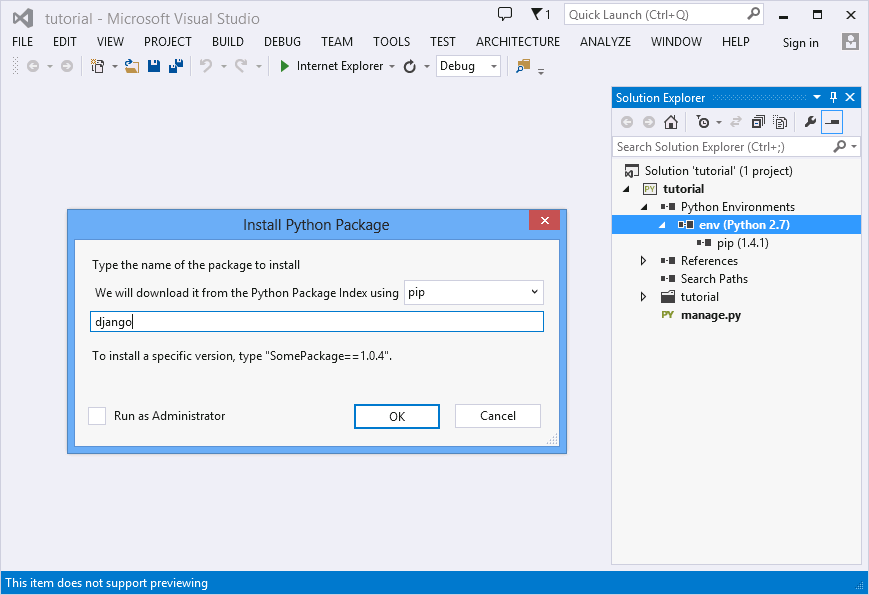 tutorial - Microsoft Visual Studio
1
Quick Launch (Ctrl+Q)
FILE EDIT VIEW PROJECT BUILD DEBUG TEAM TOOLS TEST ARCHITECTURE ANALYZE WINDOW HELP Sign in
Internet Explorer Debug
Solution Explorer
Search Solution Explorer (Ctrl+;)
Solution 'tutorial' (1 project)
PY tutorial
Python Environments
env (Python 2.7)
pip (1.4.1)
References
Search Paths
tutorial
PY manage.py
Install Python Package
Type the name of the package to install
We will download it from the Python Package Index using pip
django
To install a specific version, type "SomePackage==1.0.4".
Run as Administrator OK Cancel
This item does not support previewing